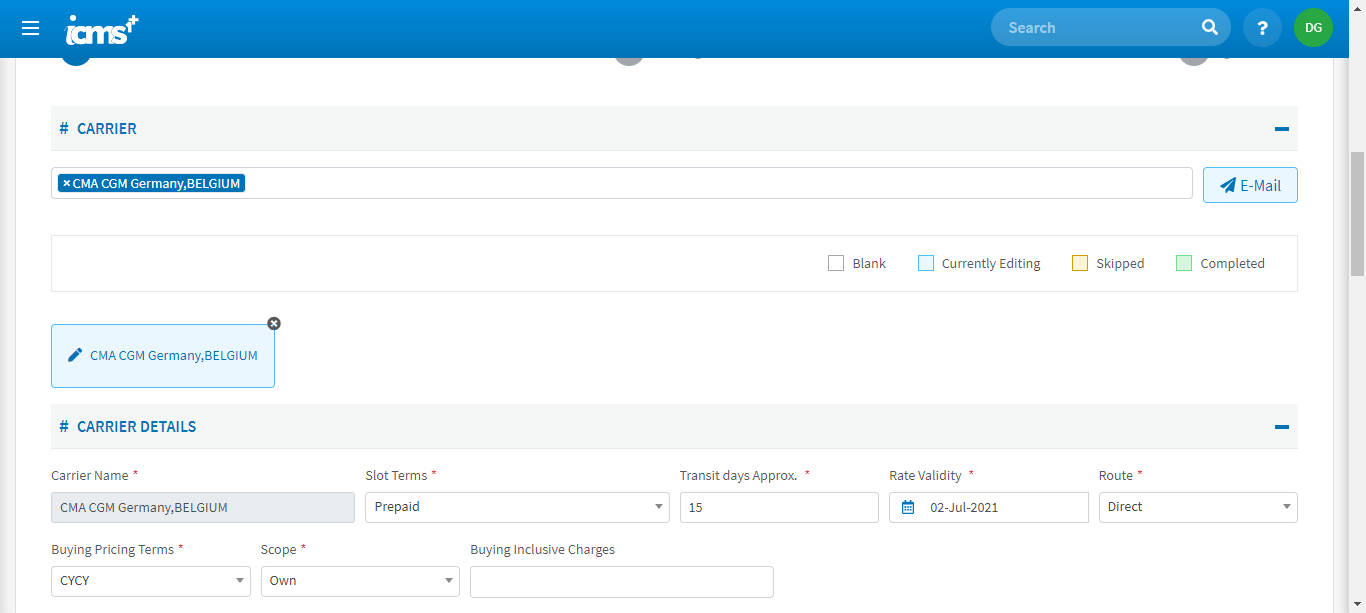 icms+
Search
?
DG
# CARRIER
× CMA CGM Germany,BELGIUM
E-Mail
Blank
Currently Editing
Skipped
Completed
CMA CGM Germany,BELGIUM
# CARRIER DETAILS
Carrier Name * Slot Terms * Transit days Approx. * Rate Validity * Route *
CMA CGM Germany,BELGIUM Prepaid 15 02-Jul-2021 Direct
Buying Pricing Terms * Scope * Buying Inclusive Charges
CYCY Own